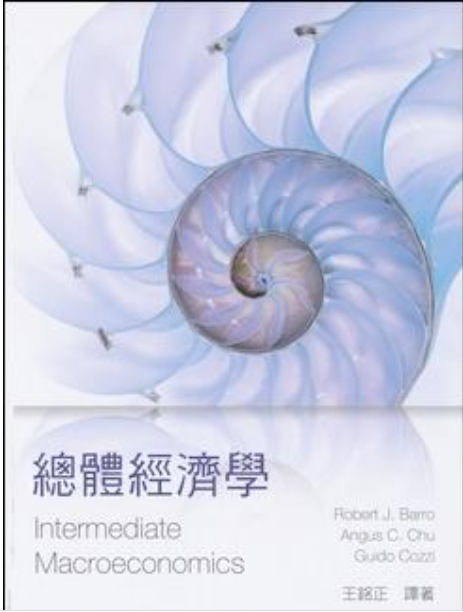 總體經濟學
Intermediate
Macroeconomics
Robert J. Barro
Angus C. Chu
Guido Cozzi
王銘正 譯著